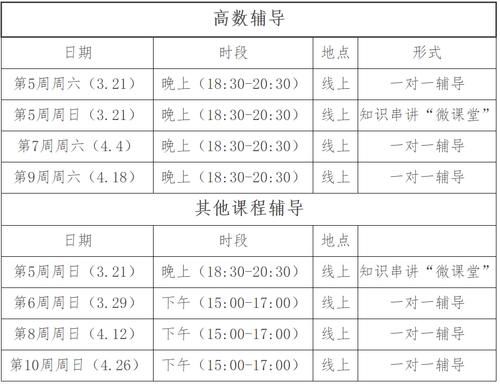 高数辅导
日期 时段 地点 形式
第5周周六（3.21） 晚上（18:30-20:30） 线上 一对一辅导
第5周周日（3.21） 晚上（18:30-20:30） 线上 知识串讲“微课堂”
第7周周六（4.4） 晚上（18:30-20:30） 线上 一对一辅导
第9周周六（4.18） 晚上（18:30-20:30） 线上 一对一辅导
其他课程辅导
日期 时段 地点
第5周周日（3.21） 晚上（18:30-20:30） 线上 知识串讲“微课堂”
第6周周日（3.29） 下午（15:00-17:00） 线上 一对一辅导
第8周周日（4.12） 下午（15:00-17:00） 线上 一对一辅导
第10周周日（4.26） 下午（15:00-17:00） 线上 一对一辅导